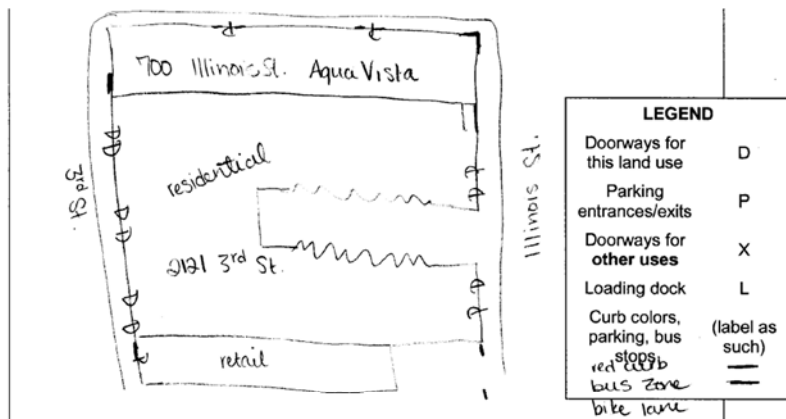 P P
700 Illinois St. Aqua Vista
D
D
3rd St.
residential
D D
Illinois St.
D
D
2121 3rd St.
D D
D
D
P
retail
LEGEND
Doorways for
this land use D
Parking
entrances/exits P
Doorways for
other uses X
Loading dock L
Curb colors,
parking, bus
stops (label as
such)
red curb
bus zone
bike lane